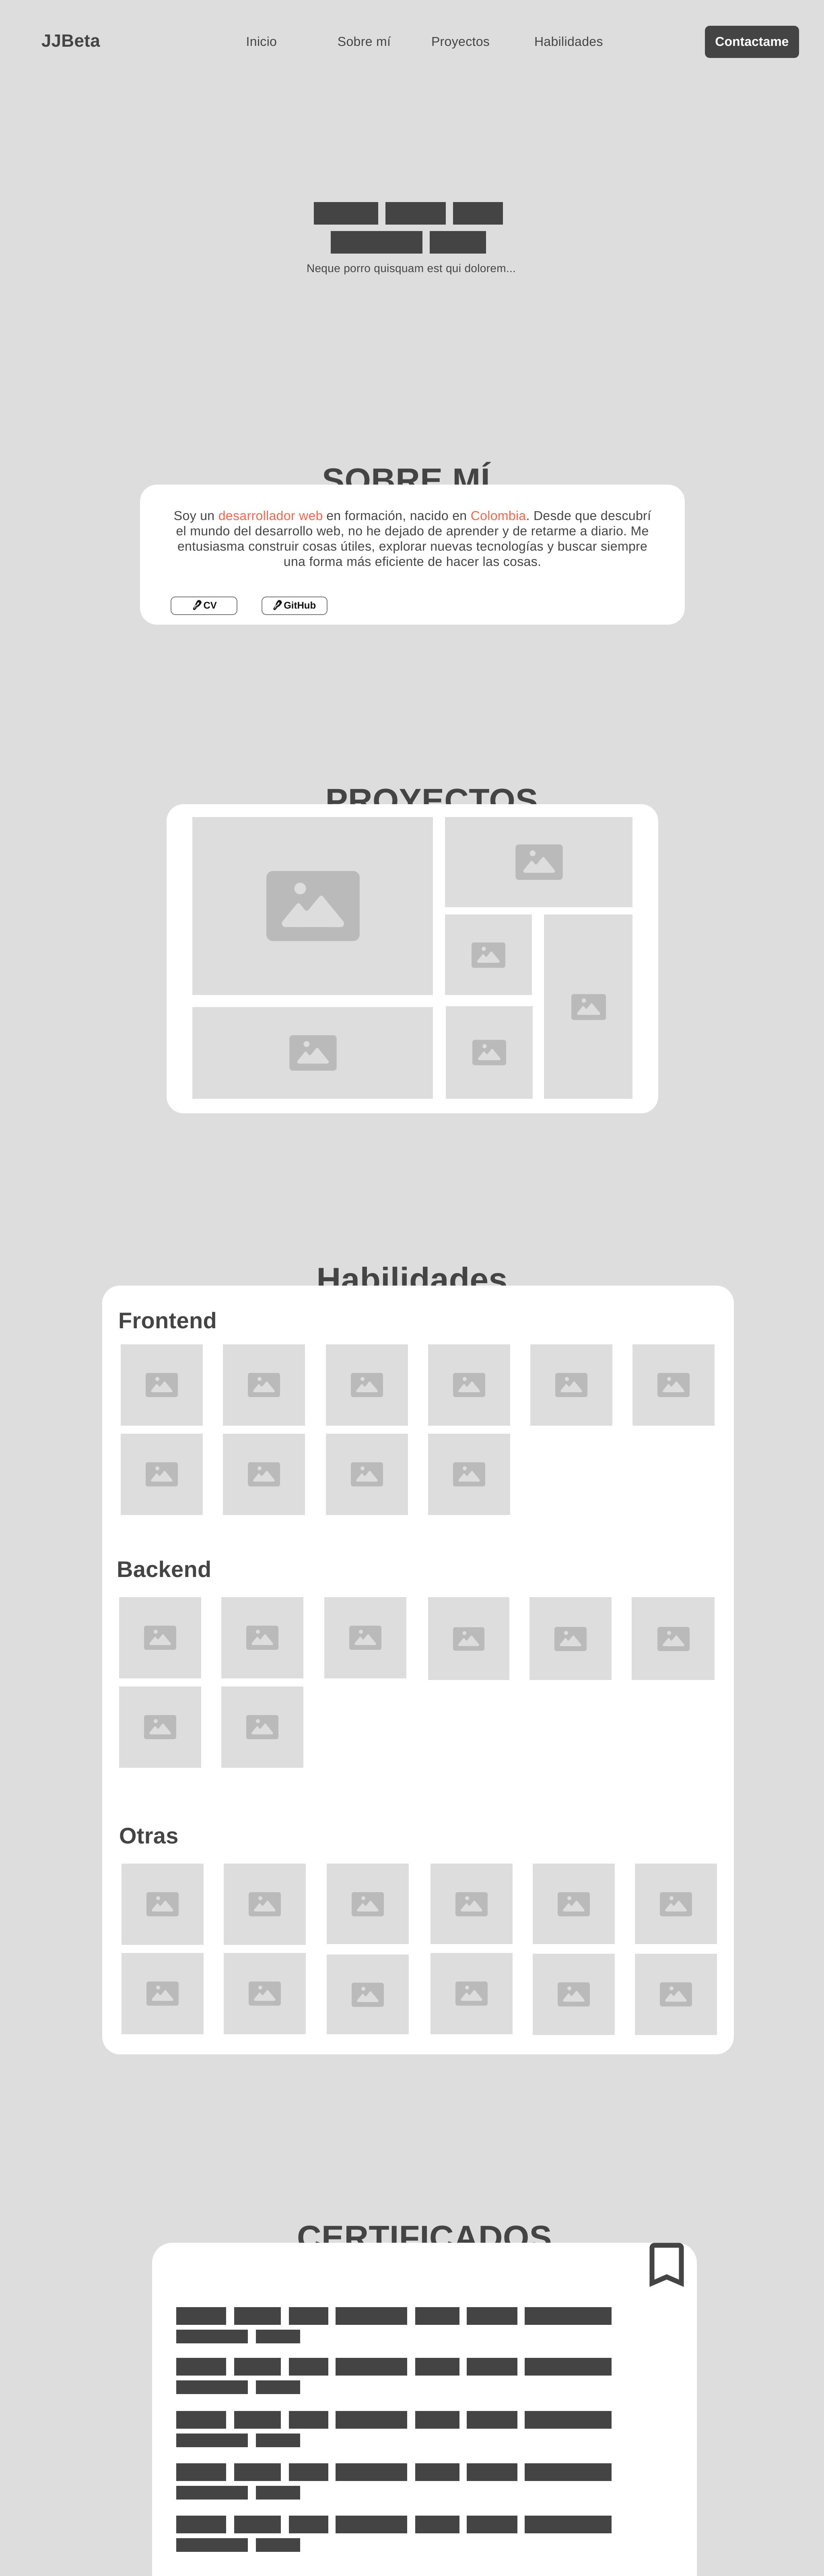 JJBeta
Inicio
Sobre mí
Proyectos
Habilidades
Contactame
Neque porro quisquam est qui dolorem...
SOBRE MÍ
Soy un desarrollador web en formación, nacido en Colombia. Desde que descubrí
el mundo del desarrollo web, no he dejado de aprender y de retarme a diario. Me
entusiasma construir cosas útiles, explorar nuevas tecnologías y buscar siempre
una forma más eficiente de hacer las cosas.
CV
GitHub
PROYECTOS
Habilidades
Frontend
Backend
Otras
CERTIFICADOS